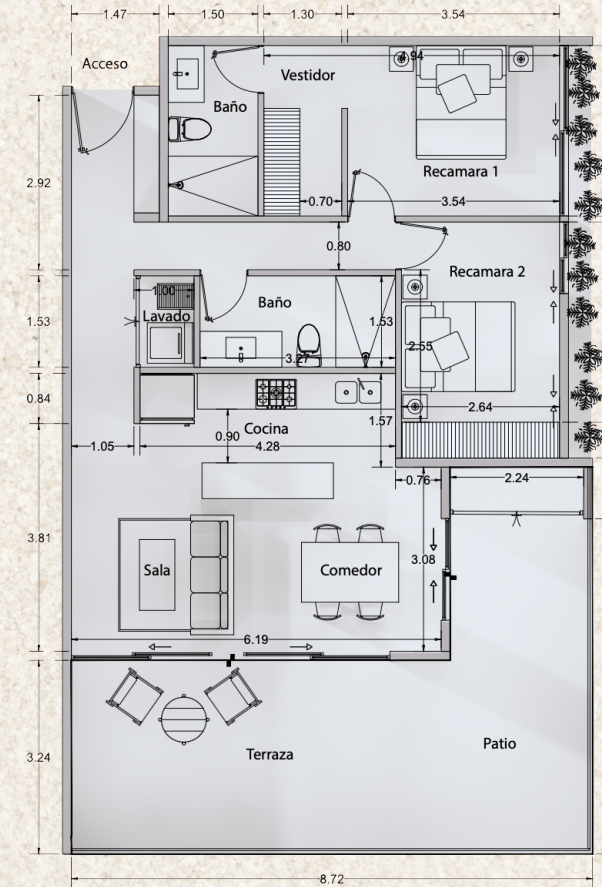 1.47
1.50
1.30
3.54
4.94
Acceso
Vestidor
Baño
Recamara 1
2.92
0.70
3.54
0.80
Recamara 2
1.00
Baño
Lavado
1.53
1.53
3.27
2.55
0.84
2.64
1.57
Cocina
0.90
1.05
4.28
0.76
2.24
3.81
3.08
Sala
Comedor
6.19
3.24
Terraza
Patio
8.72